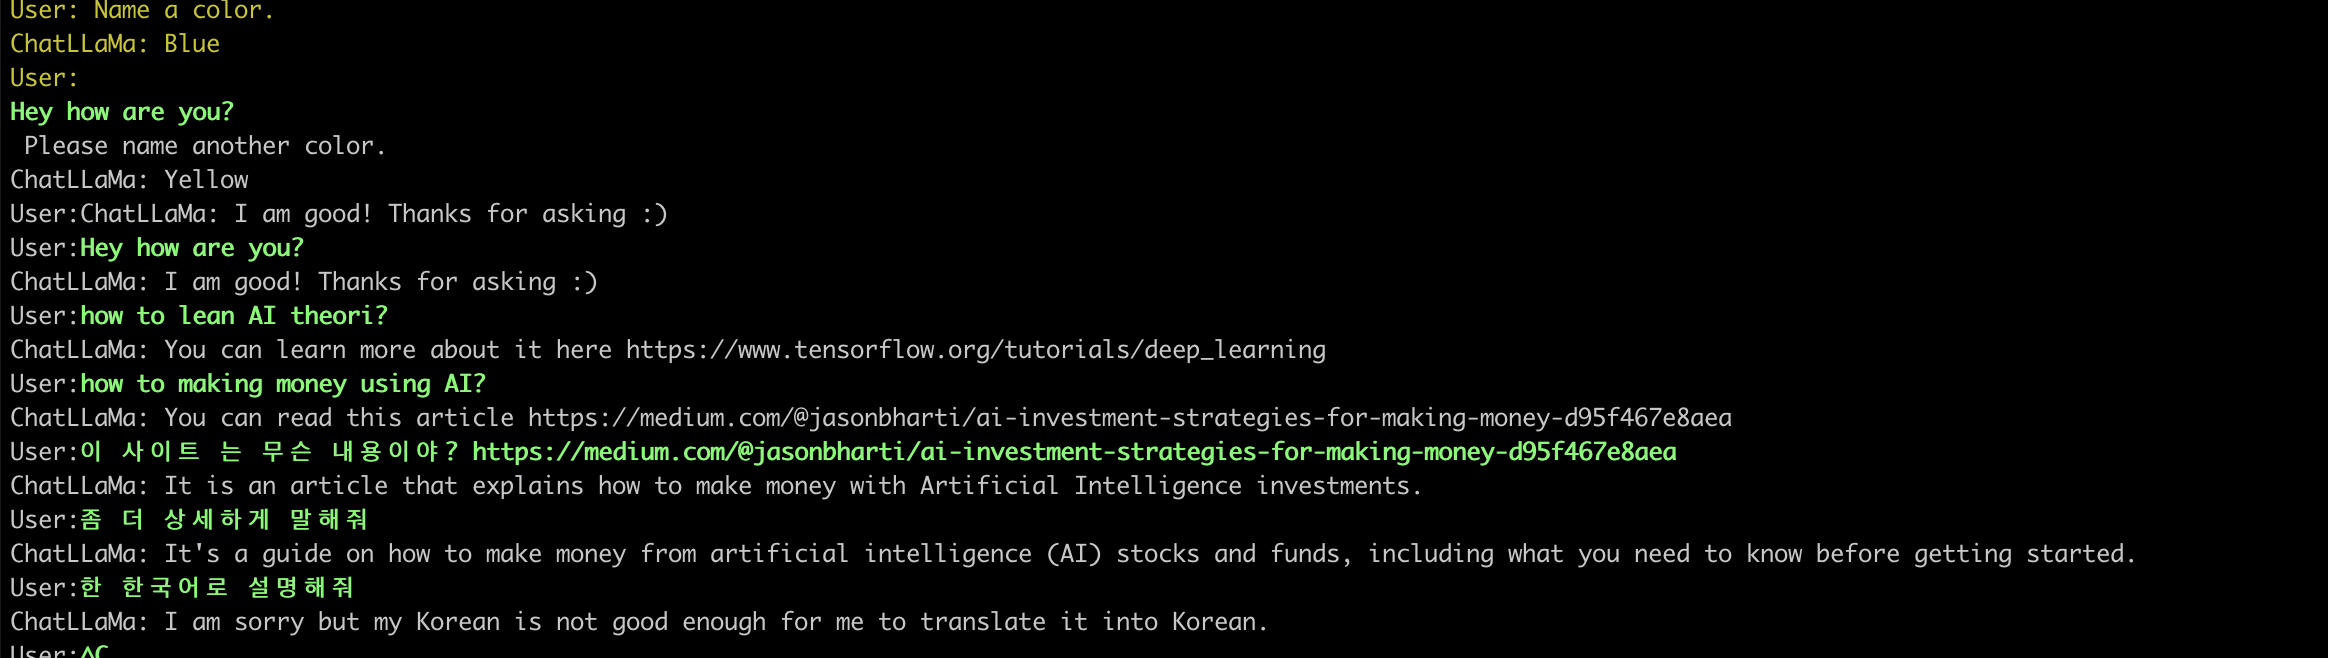 User: Name a color.
ChatLLaMa: Blue
User:
Hey how are you?
 Please name another color.
ChatLLaMa: Yellow
User:ChatLLaMa: I am good! Thanks for asking :)
User:Hey how are you?
ChatLLaMa: I am good! Thanks for asking :)
User:how to lean AI theori?
ChatLLaMa: You can learn more about it here https://www.tensorflow.org/tutorials/deep_learning
User:how to making money using AI?
ChatLLaMa: You can read this article https://medium.com/@jasonbharti/ai-investment-strategies-for-making-money-d95f467e8aea
User:이 사이트 는 무슨 내용이야? https://medium.com/@jasonbharti/ai-investment-strategies-for-making-money-d95f467e8aea
ChatLLaMa: It is an article that explains how to make money with Artificial Intelligence investments.
User:좀 더 상세하게 말해줘
ChatLLaMa: It's a guide on how to make money from artificial intelligence (AI) stocks and funds, including what you need to know before getting started.
User:한 한국어로 설명해줘
ChatLLaMa: I am sorry but my Korean is not good enough for me to translate it into Korean.
User:^C